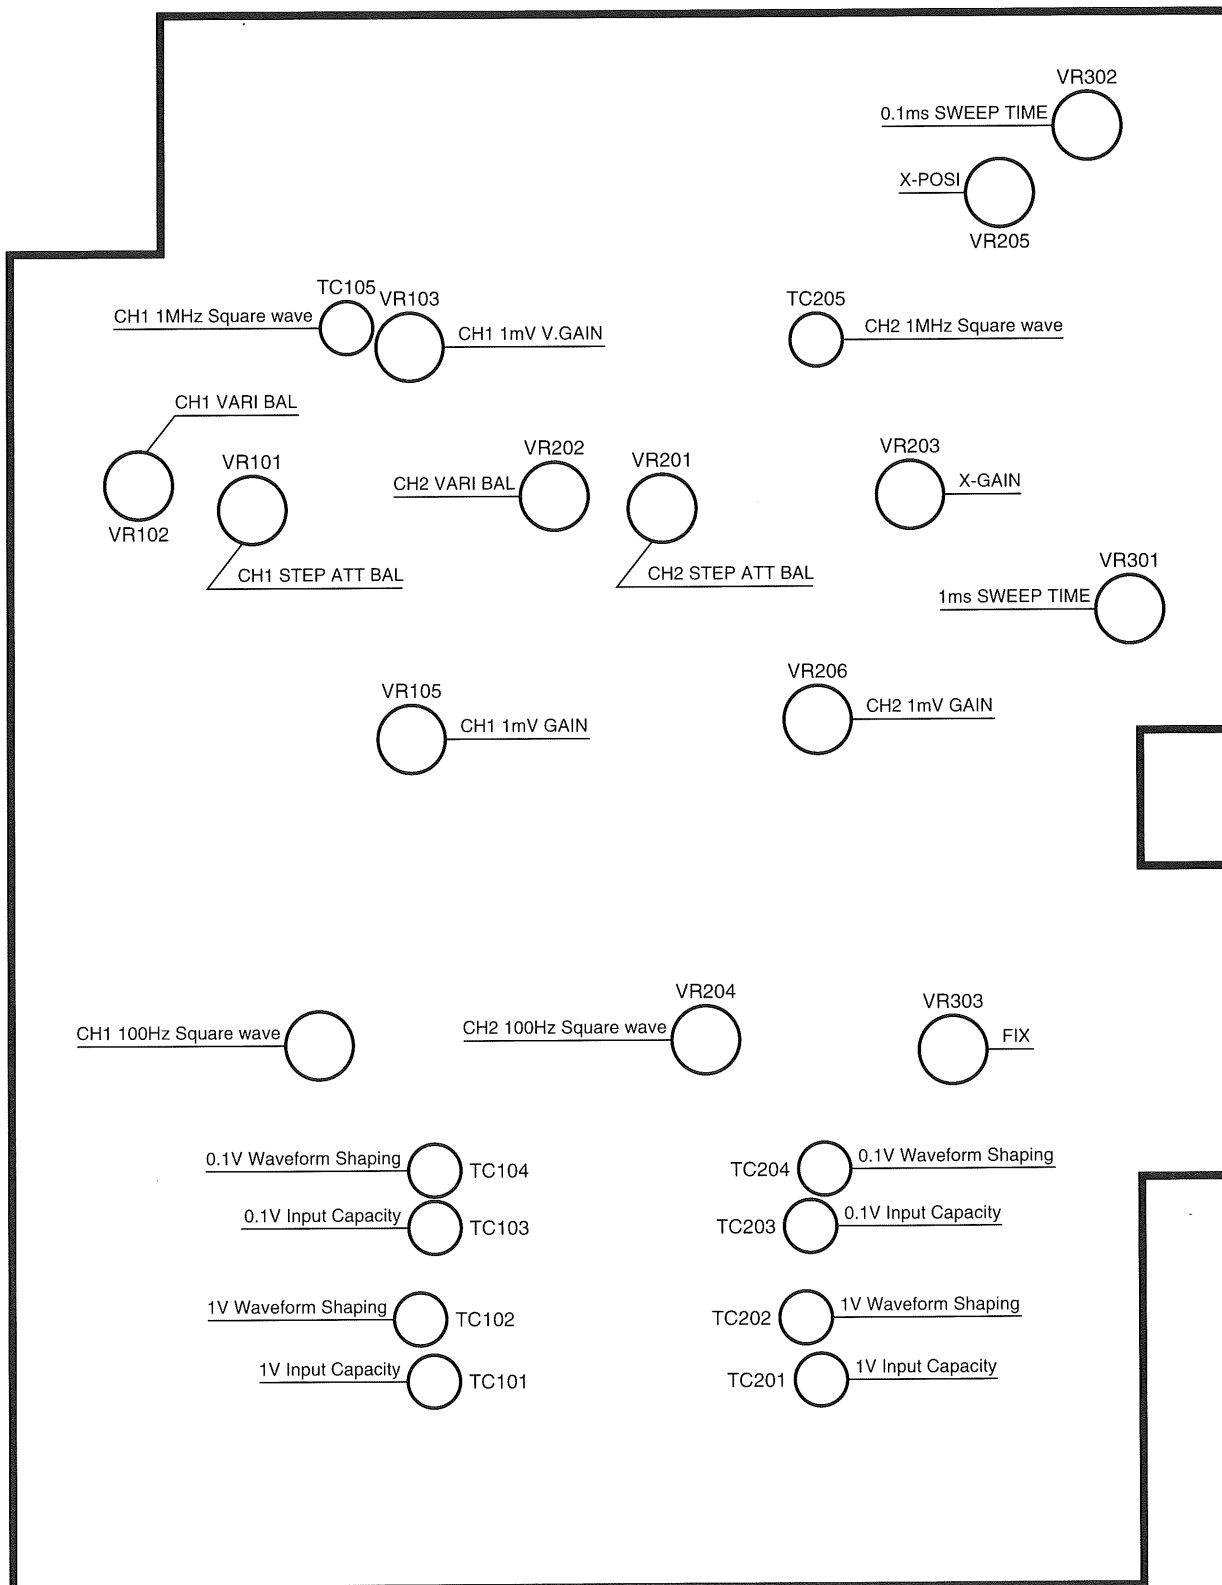 VR302
0.1ms SWEEP TIME
X-POSI
VR205
TC105
VR103
TC205
CH1 1MHz Square wave
CH1 1mV V.GAIN
CH2 1MHz Square wave
CH1 VARI BAL
VR101
VR202
VR201
VR203
CH2 VARI BAL
X-GAIN
VR102
CH1 STEP ATT BAL
CH2 STEP ATT BAL
VR301
1ms SWEEP TIME
VR105
VR206
CH1 1mV GAIN
CH2 1mV GAIN
VR204
VR303
CH1 100Hz Square wave
CH2 100Hz Square wave
FIX
0.1V Waveform Shaping
TC104
TC204
0.1V Waveform Shaping
0.1V Input Capacity
TC103
TC203
0.1V Input Capacity
1V Waveform Shaping
TC102
TC202
1V Waveform Shaping
1V Input Capacity
TC101
TC201
1V Input Capacity